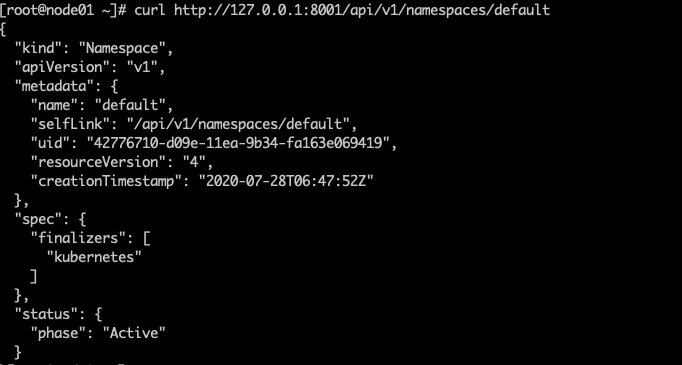 [root@node01 ~]# curl http://127.0.0.1:8001/api/v1/namespaces/default
{
  "kind": "Namespace",
  "apiVersion": "v1",
  "metadata": {
    "name": "default",
    "selfLink": "/api/v1/namespaces/default",
    "uid": "42776710-d09e-11ea-9b34-fa163e069419",
    "resourceVersion": "4",
    "creationTimestamp": "2020-07-28T06:47:52Z"
  },
  "spec": {
    "finalizers": [
      "kubernetes"
    ]
  },
  "status": {
    "phase": "Active"
  }